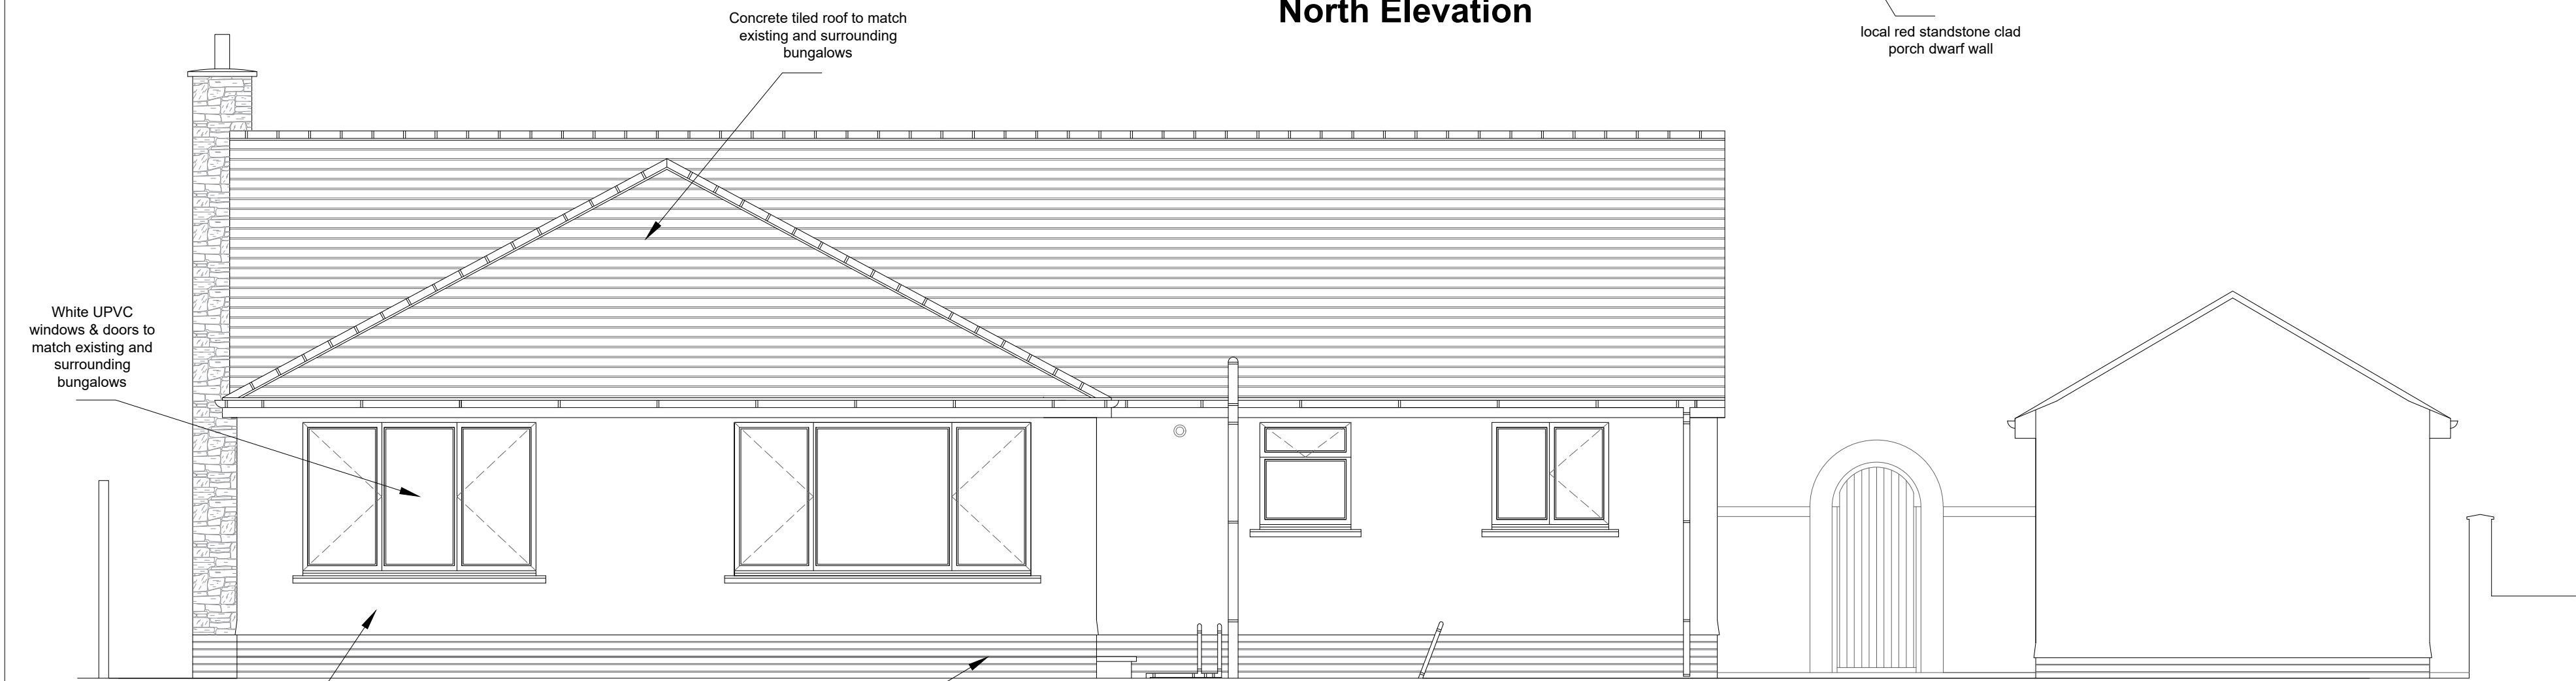 North Elevation
Concrete tiled roof to match
existing and surrounding
bungalows
local red standstone clad
porch dwarf wall
White UPVC
windows & doors to
match existing and
surrounding
bungalows